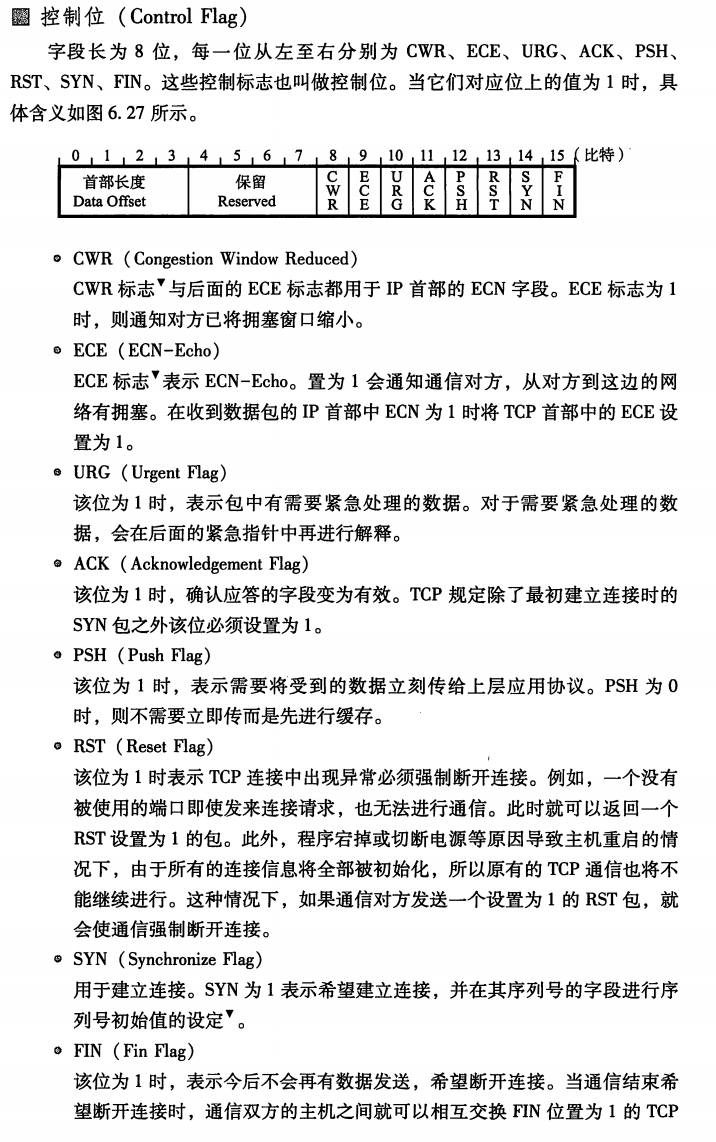 控制位（Control Flag）
字段长为 8 位，每一位从左至右分别为 CWR、ECE、URG、ACK、PSH、
RST、SYN、FIN。这些控制标志也叫做控制位。当它们对应位上的值为 1 时，具
体含义如图 6.27 所示。
0 1 2 3 4 5 6 7 8 9 10 11 12 13 14 15（比特）
首部长度 保留 CWR ECE URG ACK PSH RST SYN FIN
Data Offset Reserved
CWR（Congestion Window Reduced）
CWR 标志▼与后面的 ECE 标志都用于 IP 首部的 ECN 字段。ECE 标志为 1
时，则通知对方已将拥塞窗口缩小。
ECE（ECN-Echo）
ECE 标志▼表示 ECN-Echo。置为 1 会通知通信对方，从对方到这边的网
络有拥塞。在收到数据包的 IP 首部中 ECN 为 1 时将 TCP 首部中的 ECE 设
置为 1。
URG（Urgent Flag）
该位为 1 时，表示包中有需要紧急处理的数据。对于需要紧急处理的数
据，会在后面的紧急指针中再进行解释。
ACK（Acknowledgement Flag）
该位为 1 时，确认应答的字段变为有效。TCP 规定除了最初建立连接时的
SYN 包之外该位必须设置为 1。
PSH（Push Flag）
该位为 1 时，表示需要将受到的数据立刻传给上层应用协议。PSH 为 0
时，则不需要立即传而是先进行缓存。
RST（Reset Flag）
该位为 1 时表示 TCP 连接中出现异常必须强制断开连接。例如，一个没有
被使用的端口即使发来连接请求，也无法进行通信。此时就可以返回一个
RST 设置为 1 的包。此外，程序宕掉或切断电源等原因导致主机重启的情
况下，由于所有的连接信息将全部被初始化，所以原有的 TCP 通信也将不
能继续进行。这种情况下，如果通信对方发送一个设置为 1 的 RST 包，就
会使通信强制断开连接。
SYN（Synchronize Flag）
用于建立连接。SYN 为 1 表示希望建立连接，并在其序列号的字段进行序
列号初始值的设定▼。
FIN（Fin Flag）
该位为 1 时，表示今后不会再有数据发送，希望断开连接。当通信结束希
望断开连接时，通信双方的主机之间就可以相互交换 FIN 位置为 1 的 TCP